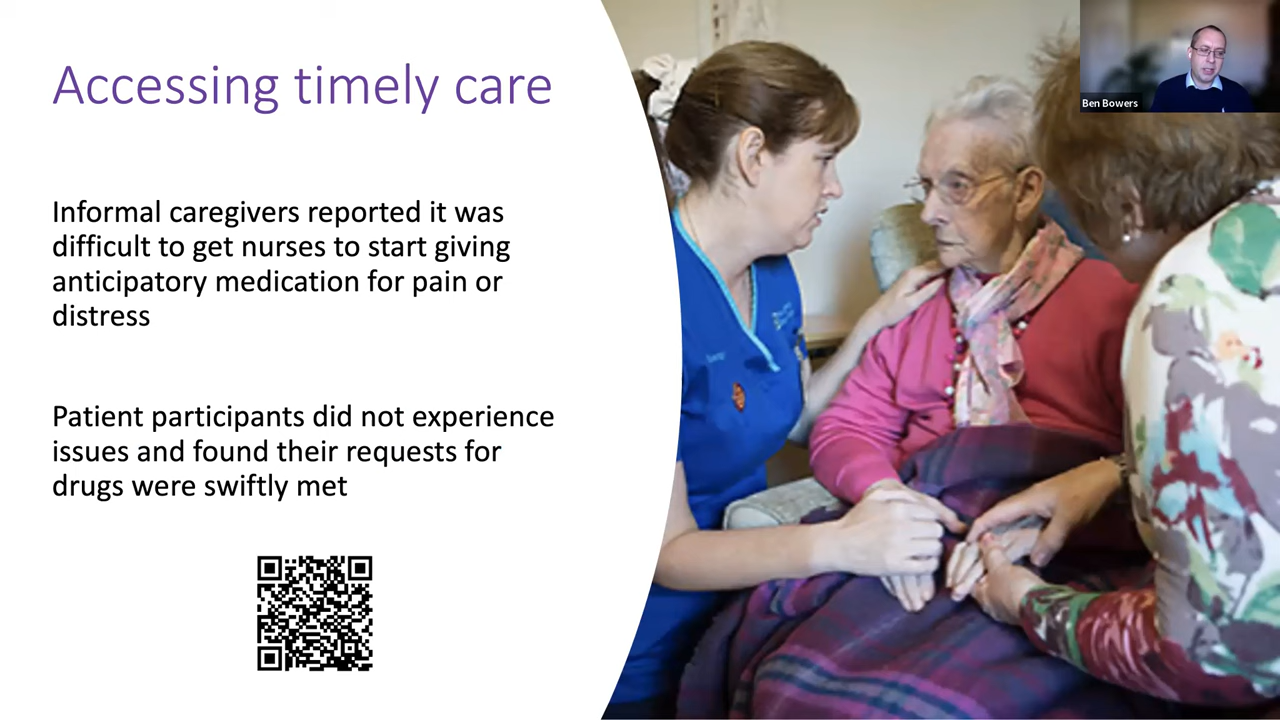 Accessing timely care
Informal caregivers reported it was
difficult to get nurses to start giving
anticipatory medication for pain or
distress
Patient participants did not experience
issues and found their requests for
drugs were swiftly met
Ben Bowers